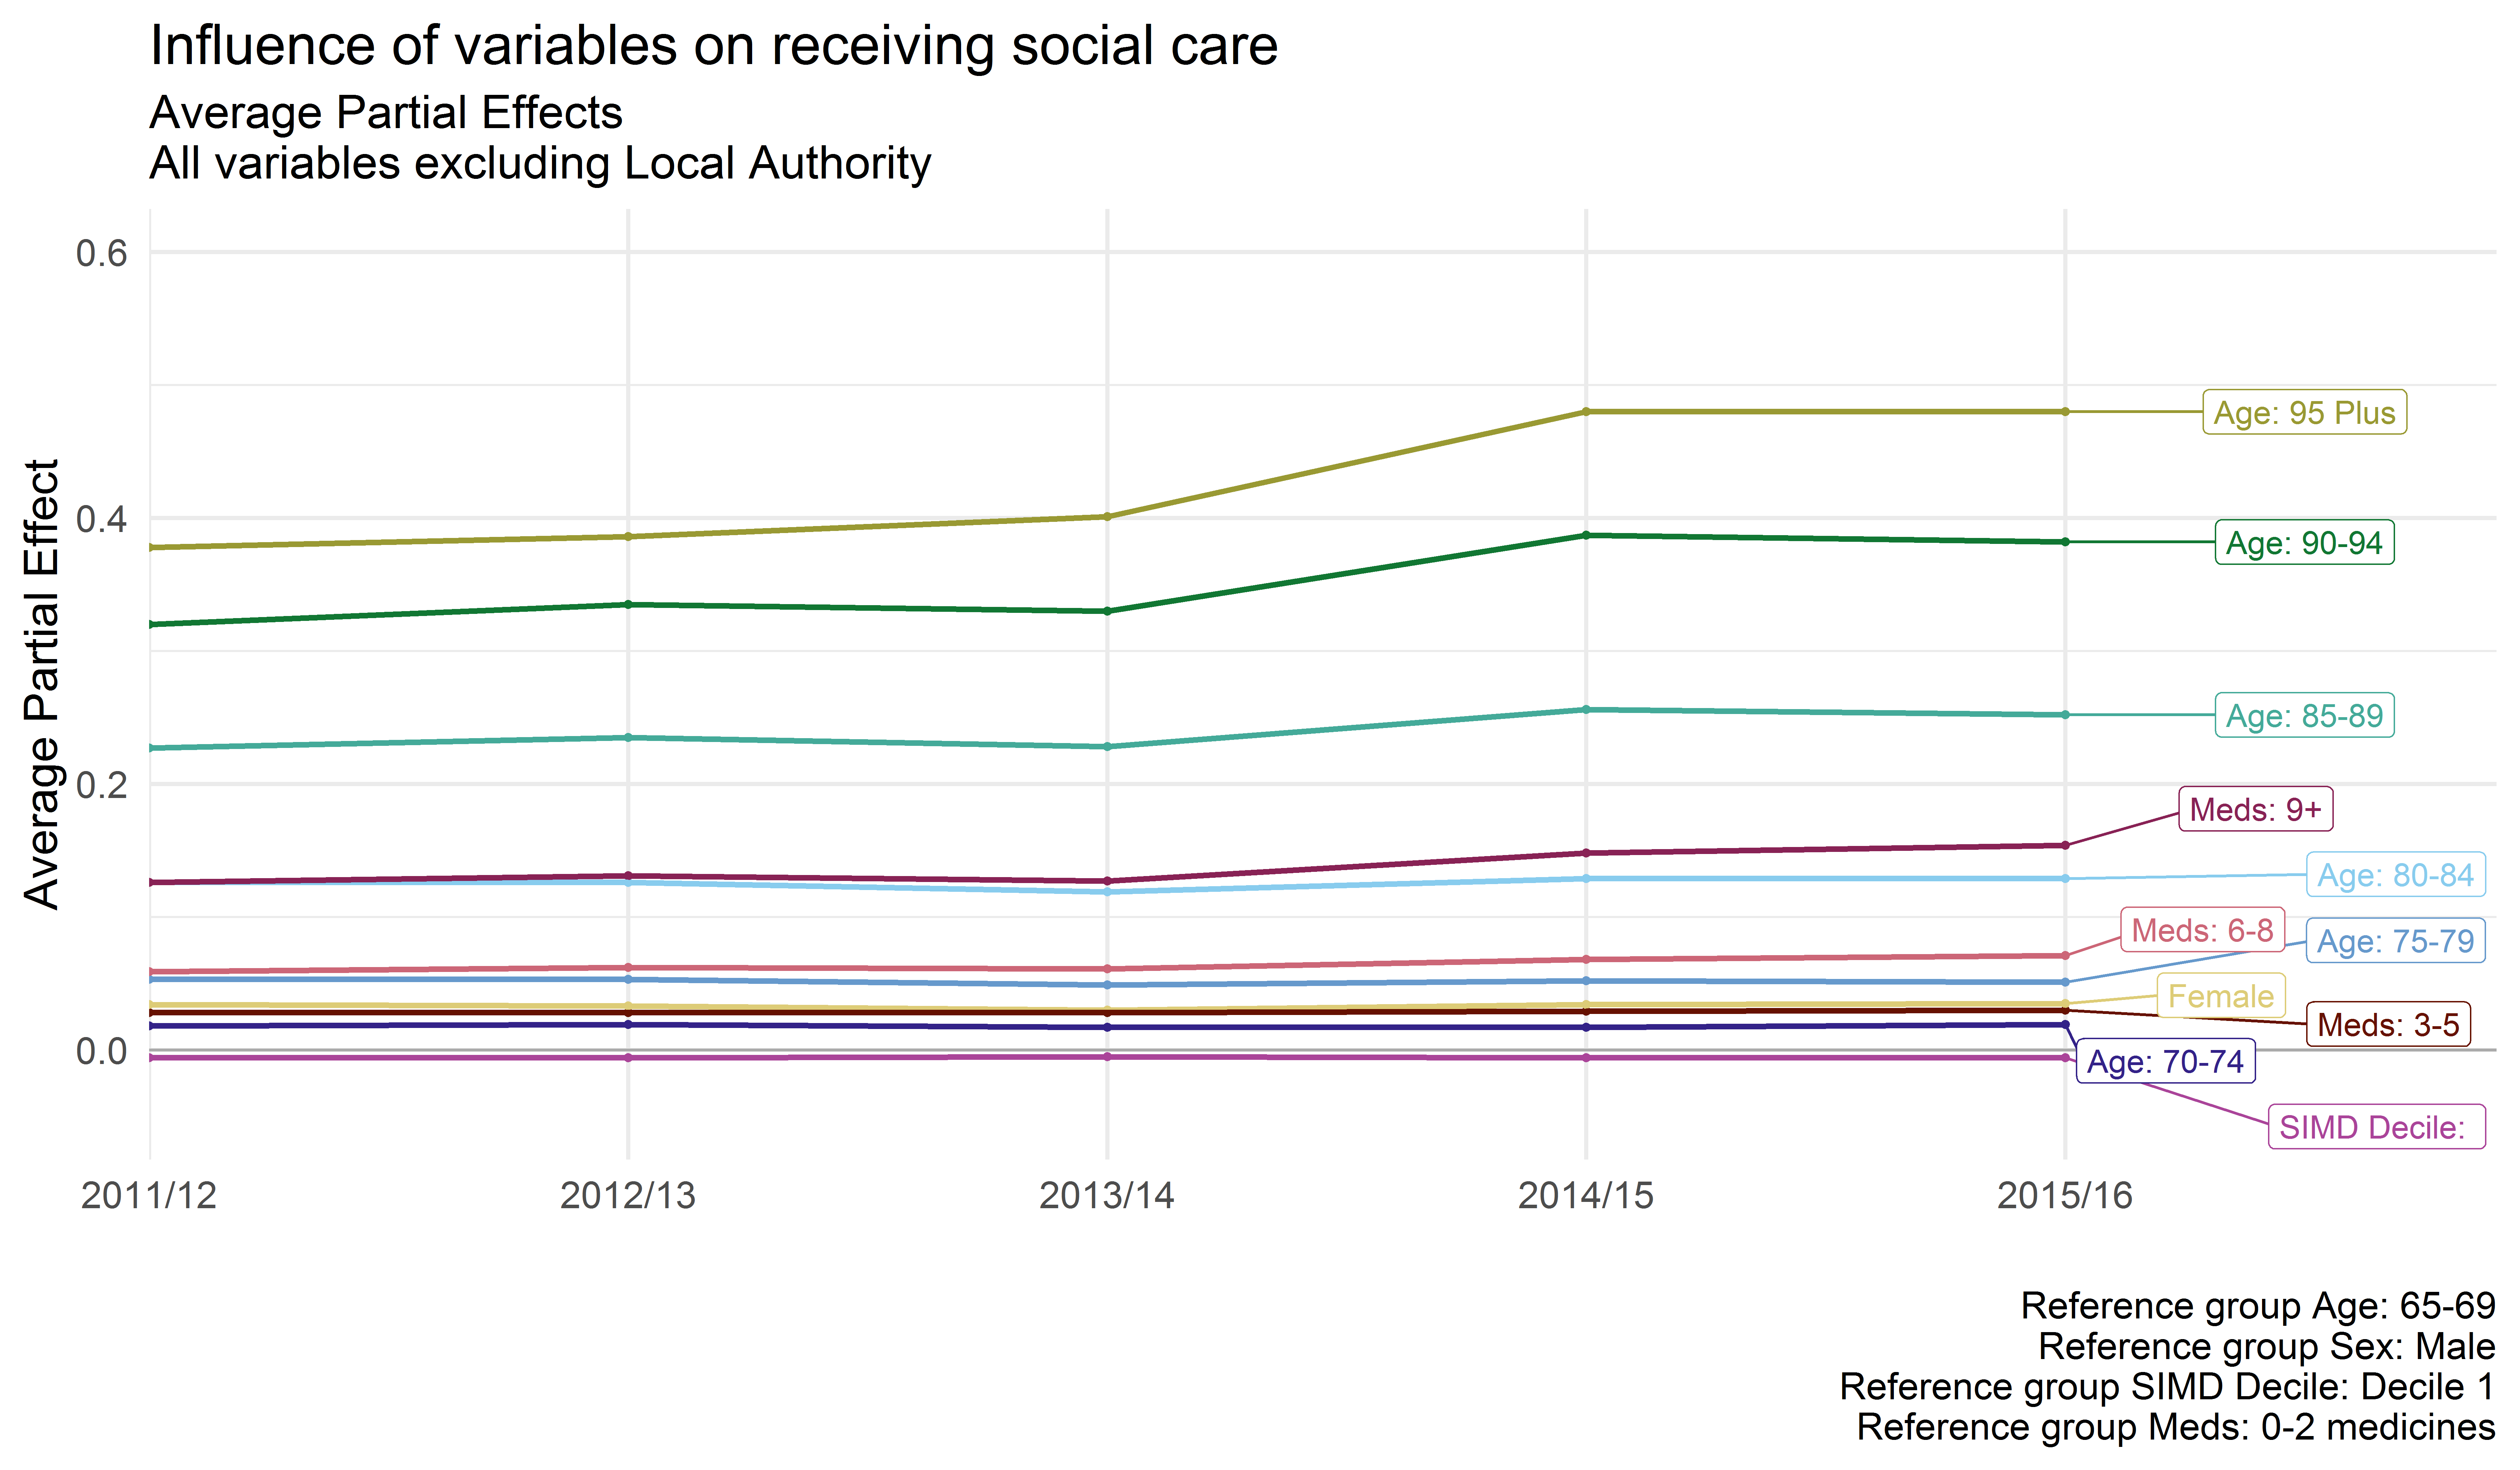 Influence of variables on receiving social care
Average Partial Effects
All variables excluding Local Authority
Average Partial Effect
0.6
0.4
0.2
0.0
Age: 95 Plus
Age: 90-94
Age: 85-89
Meds: 9+
Age: 80-84
Meds: 6-8
Age: 75-79
Female
Meds: 3-5
Age: 70-74
SIMD Decile:
2011/12
2012/13
2013/14
2014/15
2015/16
Reference group Age: 65-69
Reference group Sex: Male
Reference group SIMD Decile: Decile 1
Reference group Meds: 0-2 medicines